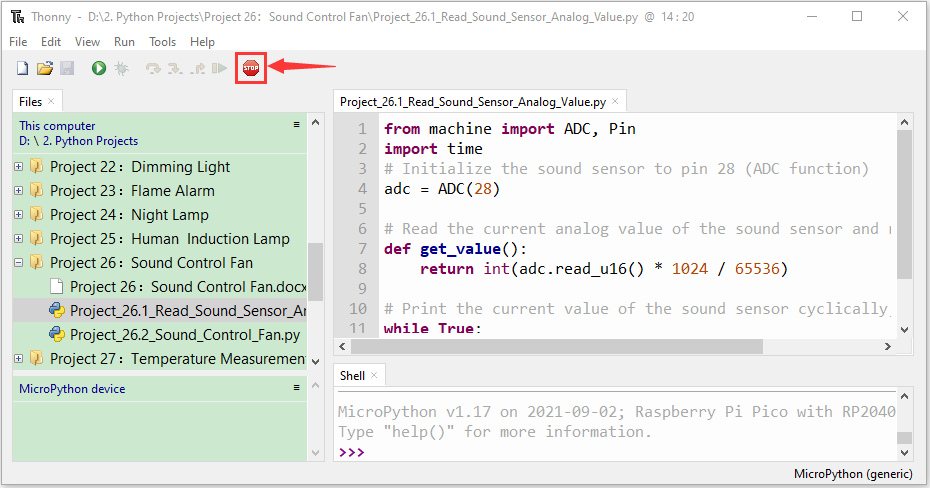 Thonny - D:\2. Python Projects\Project 26：Sound Control Fan\Project_26.1_Read_Sound_Sensor_Analog_Value.py @ 14 : 20
File Edit View Run Tools Help
STOP
Files
This computer
D: \ 2. Python Projects
Project 22：Dimming Light
Project 23：Flame Alarm
Project 24：Night Lamp
Project 25：Human Induction Lamp
Project 26：Sound Control Fan
Project 26：Sound Control Fan.docx
Project_26.1_Read_Sound_Sensor_An
Project_26.2_Sound_Control_Fan.py
Project 27：Temperature Measuremen
MicroPython device
Project_26.1_Read_Sound_Sensor_Analog_Value.py
1 from machine import ADC, Pin
2 import time
3 # Initialize the sound sensor to pin 28 (ADC function)
4 adc = ADC(28)
5
6 # Read the current analog value of the sound sensor and
7 def get_value():
8 return int(adc.read_u16() * 1024 / 65536)
9
10 # Print the current value of the sound sensor cyclically,
11 while True:
Shell
MicroPython v1.17 on 2021-09-02; Raspberry Pi Pico with RP2040
Type "help()" for more information.
>>>
MicroPython (generic)